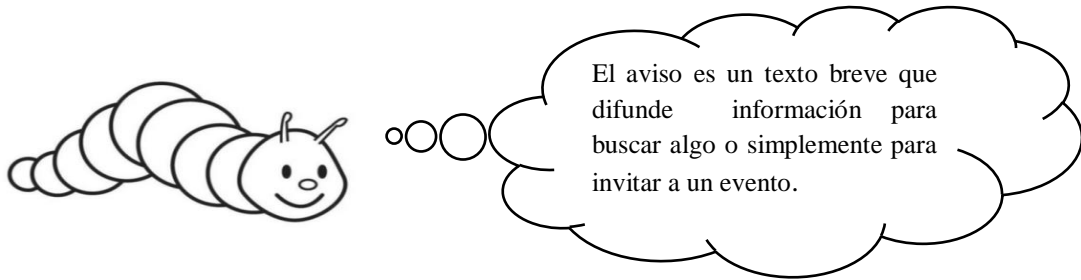 El aviso es un texto breve que
difunde información para
buscar algo o simplemente para
invitar a un evento.